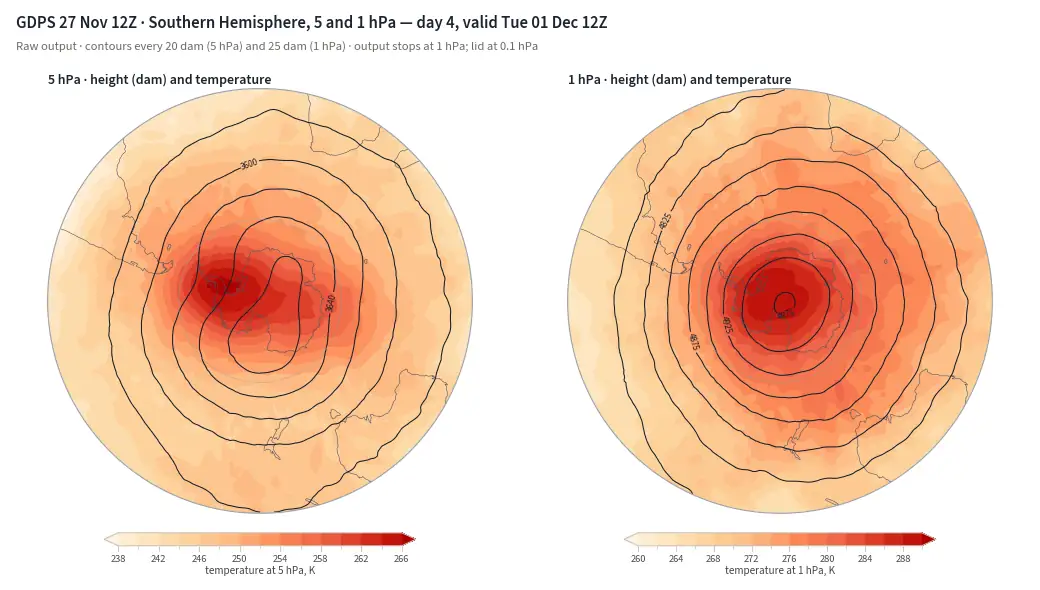 GDPS 27 Nov 12Z · Southern Hemisphere, 5 and 1 hPa — day 4, valid Tue 01 Dec 12Z
Raw output · contours every 20 dam (5 hPa) and 25 dam (1 hPa) · output stops at 1 hPa; lid at 0.1 hPa
5 hPa · height (dam) and temperature
1 hPa · height (dam) and temperature
3600
3640
4825
4925
4875
238 242 246 250 254 258 262 266
temperature at 5 hPa, K
260 264 268 272 276 280 284 288
temperature at 1 hPa, K